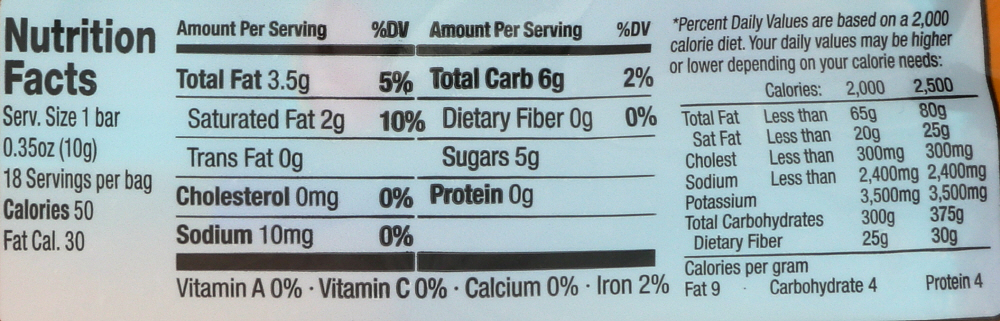 Nutrition
Facts
Serv. Size 1 bar
0.35oz (10g)
18 Servings per bag
Calories 50
Fat Cal. 30
Amount Per Serving %DV
Total Fat 3.5g 5%
Saturated Fat 2g 10%
Trans Fat 0g
Cholesterol 0mg 0%
Sodium 10mg 0%
Amount Per Serving %DV
Total Carb 6g 2%
Dietary Fiber 0g 0%
Sugars 5g
Protein 0g
Vitamin A 0% · Vitamin C 0% · Calcium 0% · Iron 2%
*Percent Daily Values are based on a 2,000
calorie diet. Your daily values may be higher
or lower depending on your calorie needs:
Calories: 2,000 2,500
Total Fat Less than 65g 80g
Sat Fat Less than 20g 25g
Cholest Less than 300mg 300mg
Sodium Less than 2,400mg 2,400mg
Potassium 3,500mg 3,500mg
Total Carbohydrates 300g 375g
Dietary Fiber 25g 30g
Calories per gram
Fat 9 · Carbohydrate 4 Protein 4